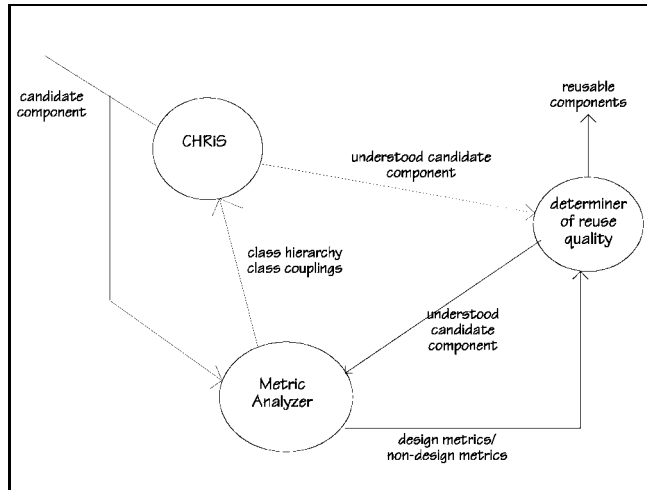 candidate
component
CHRiS
reusable
components
understood candidate
component
determiner
of reuse
quality
class hierarchy
class couplings
understood
candidate
component
Metric
Analyzer
design metrics/
non-design metrics